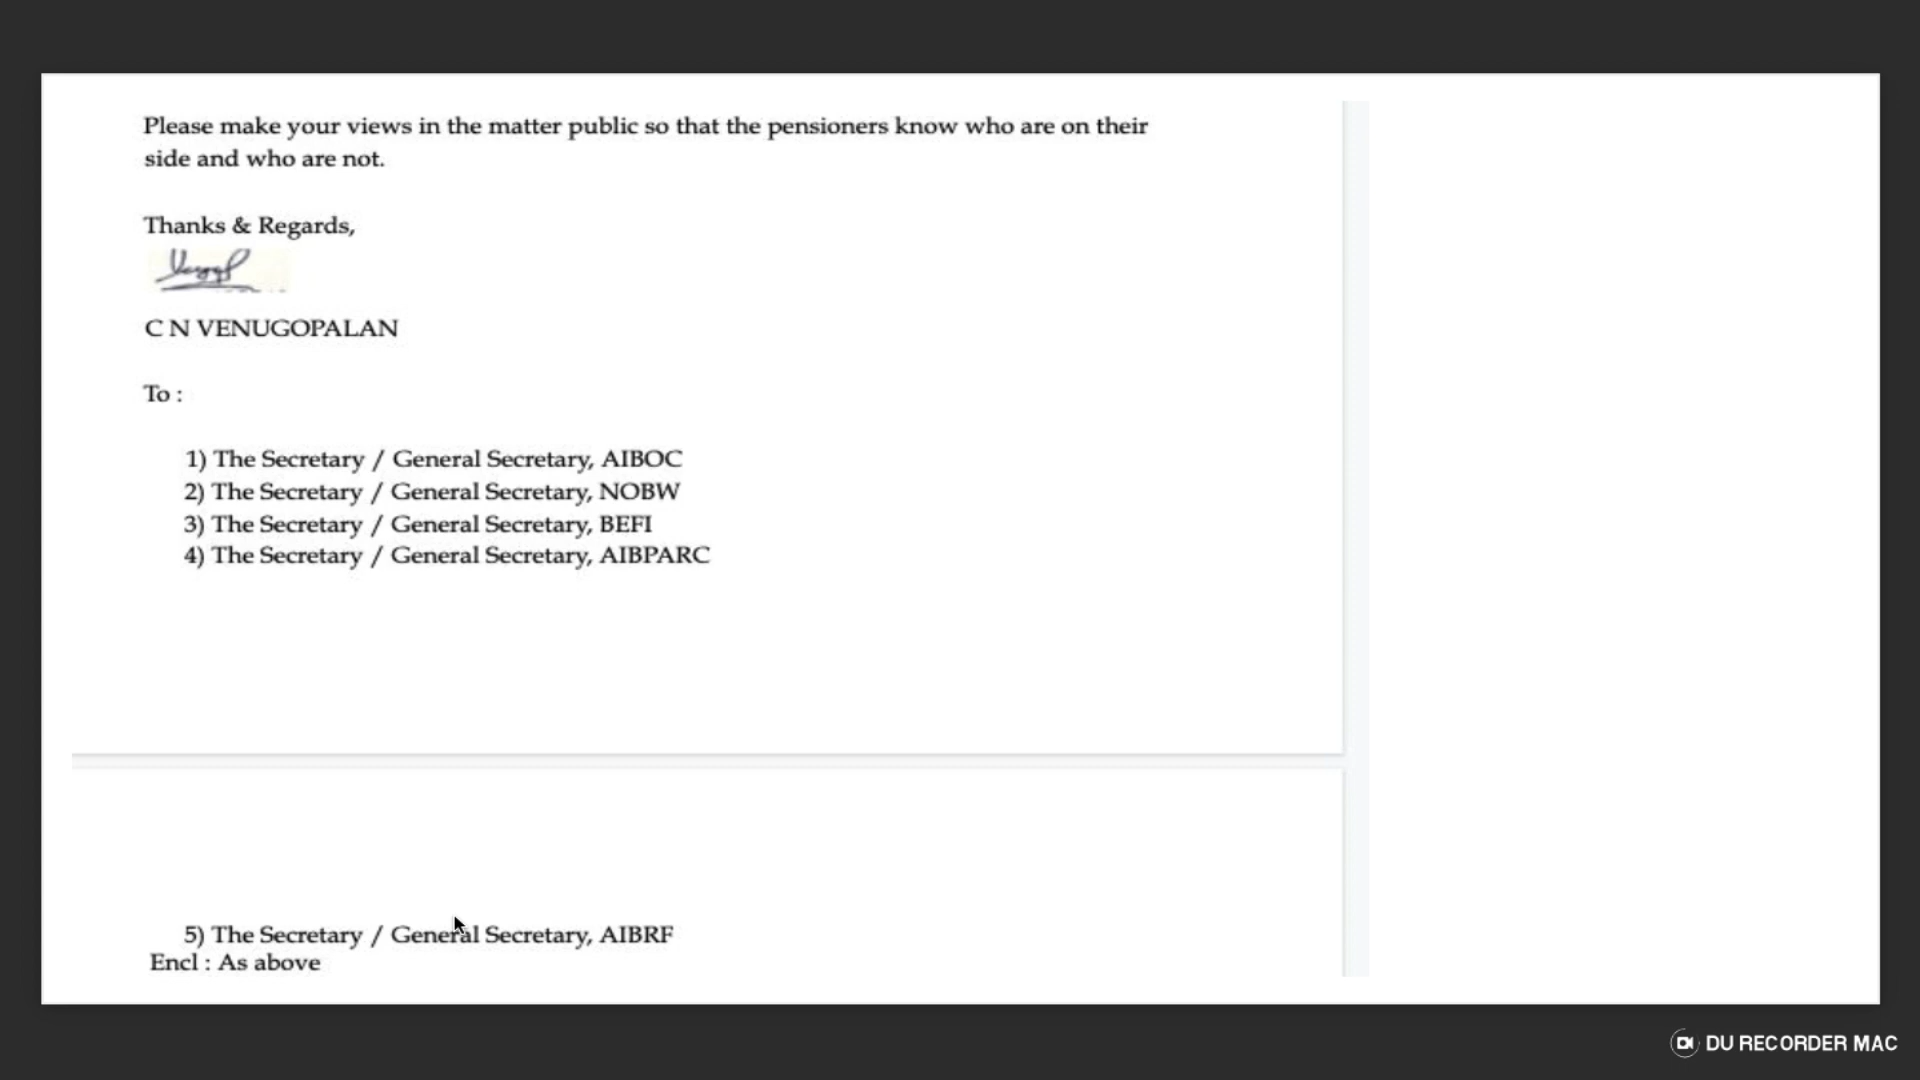 Please make your views in the matter public so that the pensioners know who are on their
side and who are not.
Thanks & Regards,
C N VENUGOPALAN
To :
1) The Secretary / General Secretary, AIBOC
2) The Secretary / General Secretary, NOBW
3) The Secretary / General Secretary, BEFI
4) The Secretary / General Secretary, AIBPARC
5) The Secretary / General Secretary, AIBRF
Encl : As above
DU RECORDER MAC